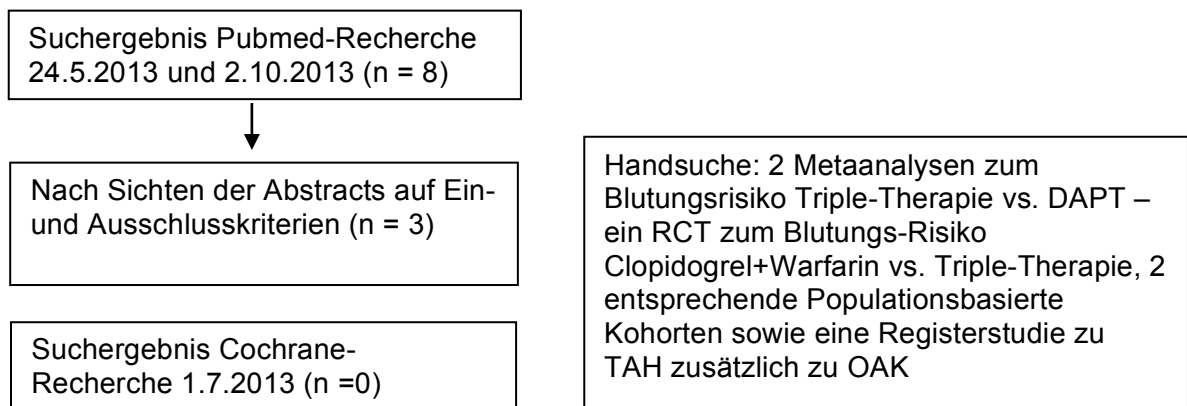 Suchergebnis Pubmed-Recherche
24.5.2013 und 2.10.2013 (n = 8)
Nach Sichten der Abstracts auf Ein-
und Ausschlusskriterien (n = 3)
Suchergebnis Cochrane-
Recherche 1.7.2013 (n =0)
Handsuche: 2 Metaanalysen zum
Blutungsrisiko Triple-Therapie vs. DAPT –
ein RCT zum Blutungs-Risiko
Clopidogrel+Warfarin vs. Triple-Therapie, 2
entsprechende Populationsbasierte
Kohorten sowie eine Registerstudie zu
TAH zusätzlich zu OAK